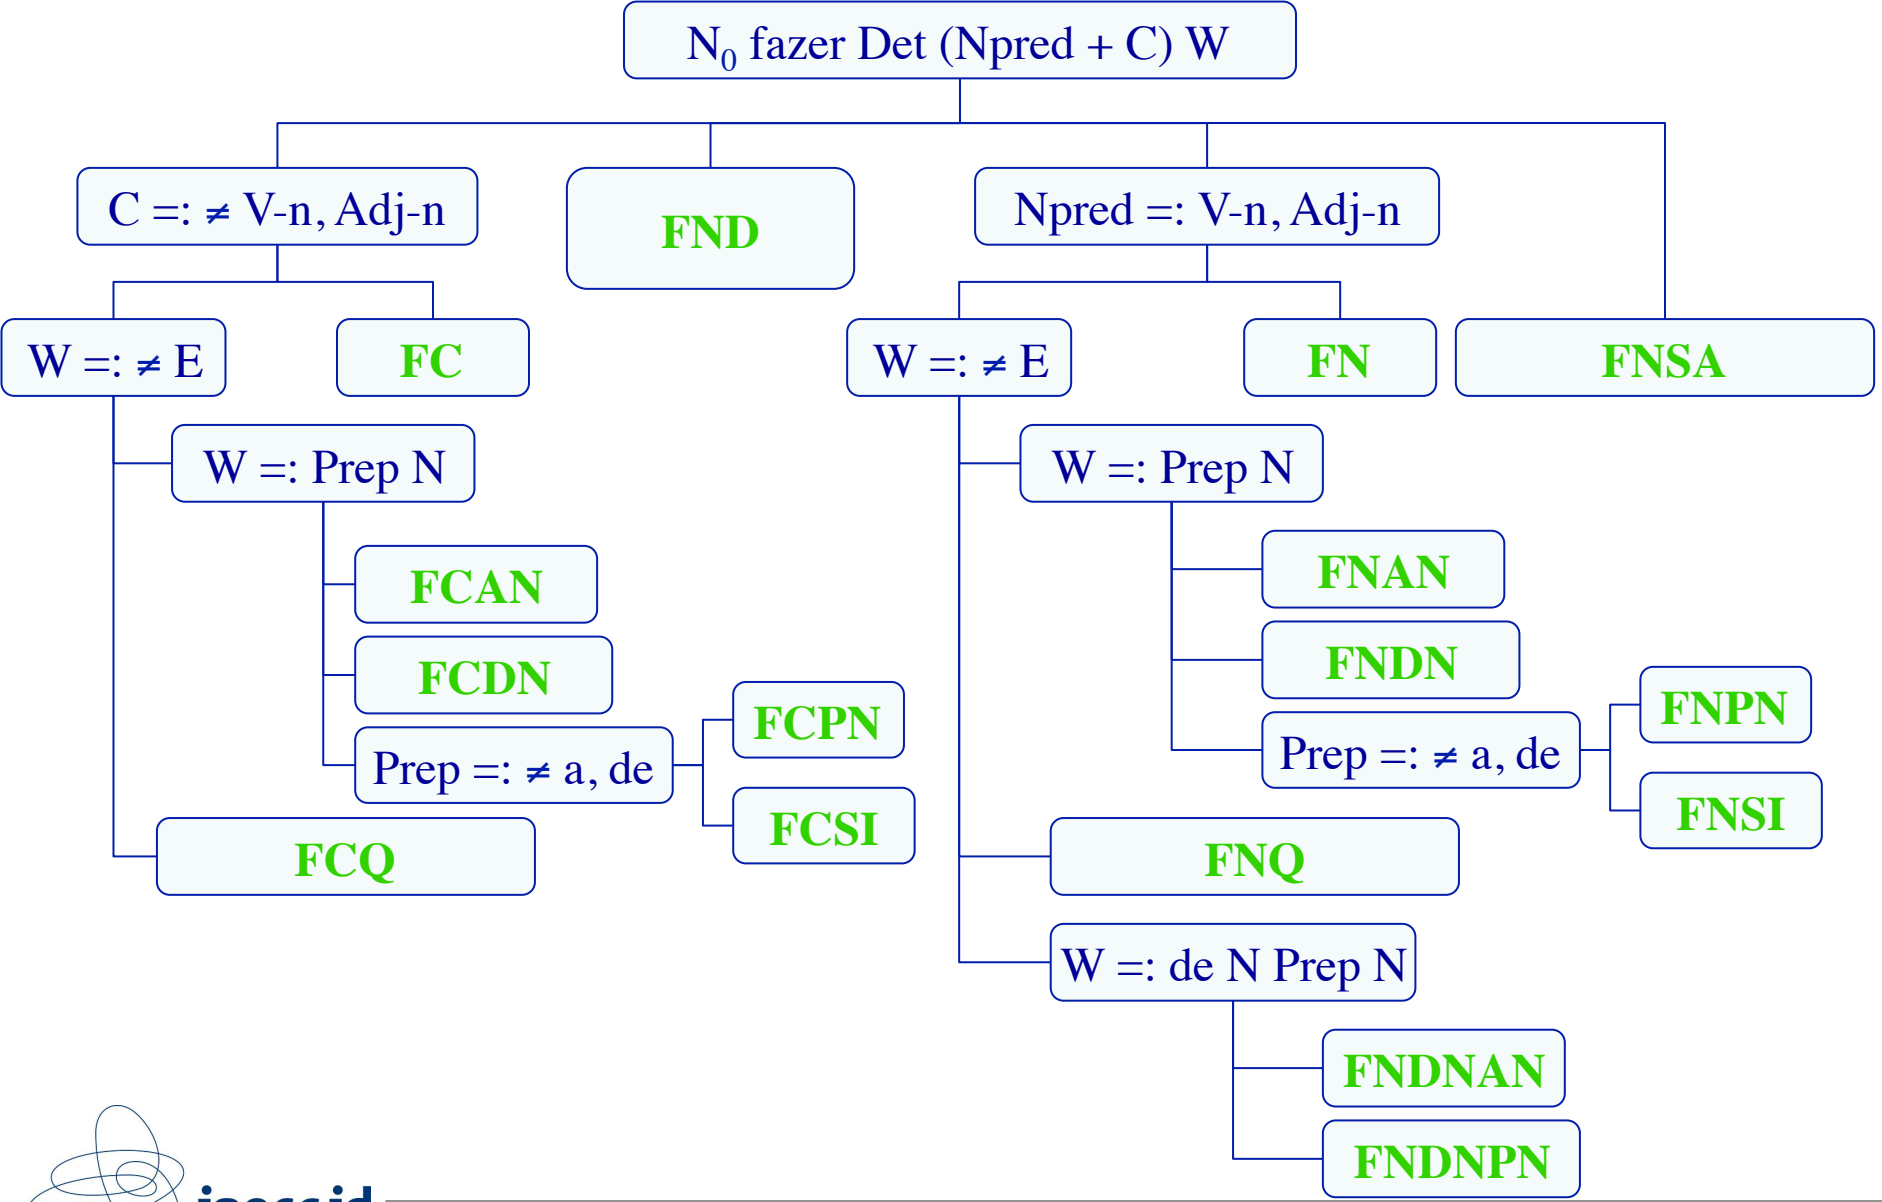 N₀ fazer Det (Npred + C) W
C =: ≠ V-n, Adj-n
FND
Npred =: V-n, Adj-n
W =: ≠ E
FC
W =: ≠ E
FN
FNSA
W =: Prep N
W =: Prep N
FCAN
FNAN
FCDN
FNDN
FCPN
FNPN
Prep =: ≠ a, de
Prep =: ≠ a, de
FCSI
FNSI
FCQ
FNQ
W =: de N Prep N
FNDNAN
FNDNPN